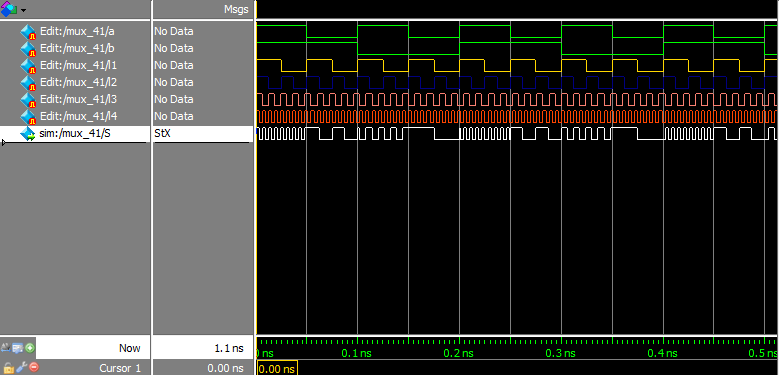 Msgs
Edit:/mux_41/a No Data
Edit:/mux_41/b No Data
Edit:/mux_41/I1 No Data
Edit:/mux_41/I2 No Data
Edit:/mux_41/I3 No Data
Edit:/mux_41/I4 No Data
sim:/mux_41/S StX
Now 1.1 ns ns 0.1 ns 0.2 ns 0.3 ns 0.4 ns 0.5 ns
Cursor 1 0.00 ns 0.00 ns